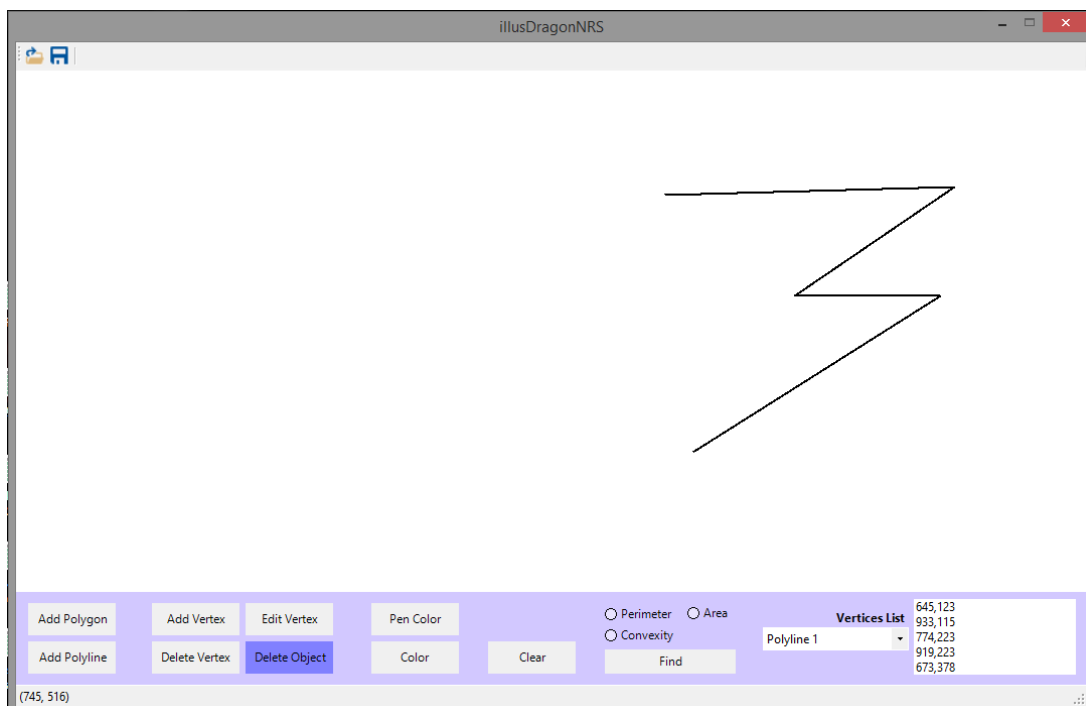 illusDragonNRS
Add Polygon
Add Vertex
Edit Vertex
Pen Color
Perimeter
Area
Convexity
Vertices List
Add Polyline
Delete Vertex
Delete Object
Color
Clear
Find
Polyline 1
645,123
933,115
774,223
919,223
673,378
(745, 516)